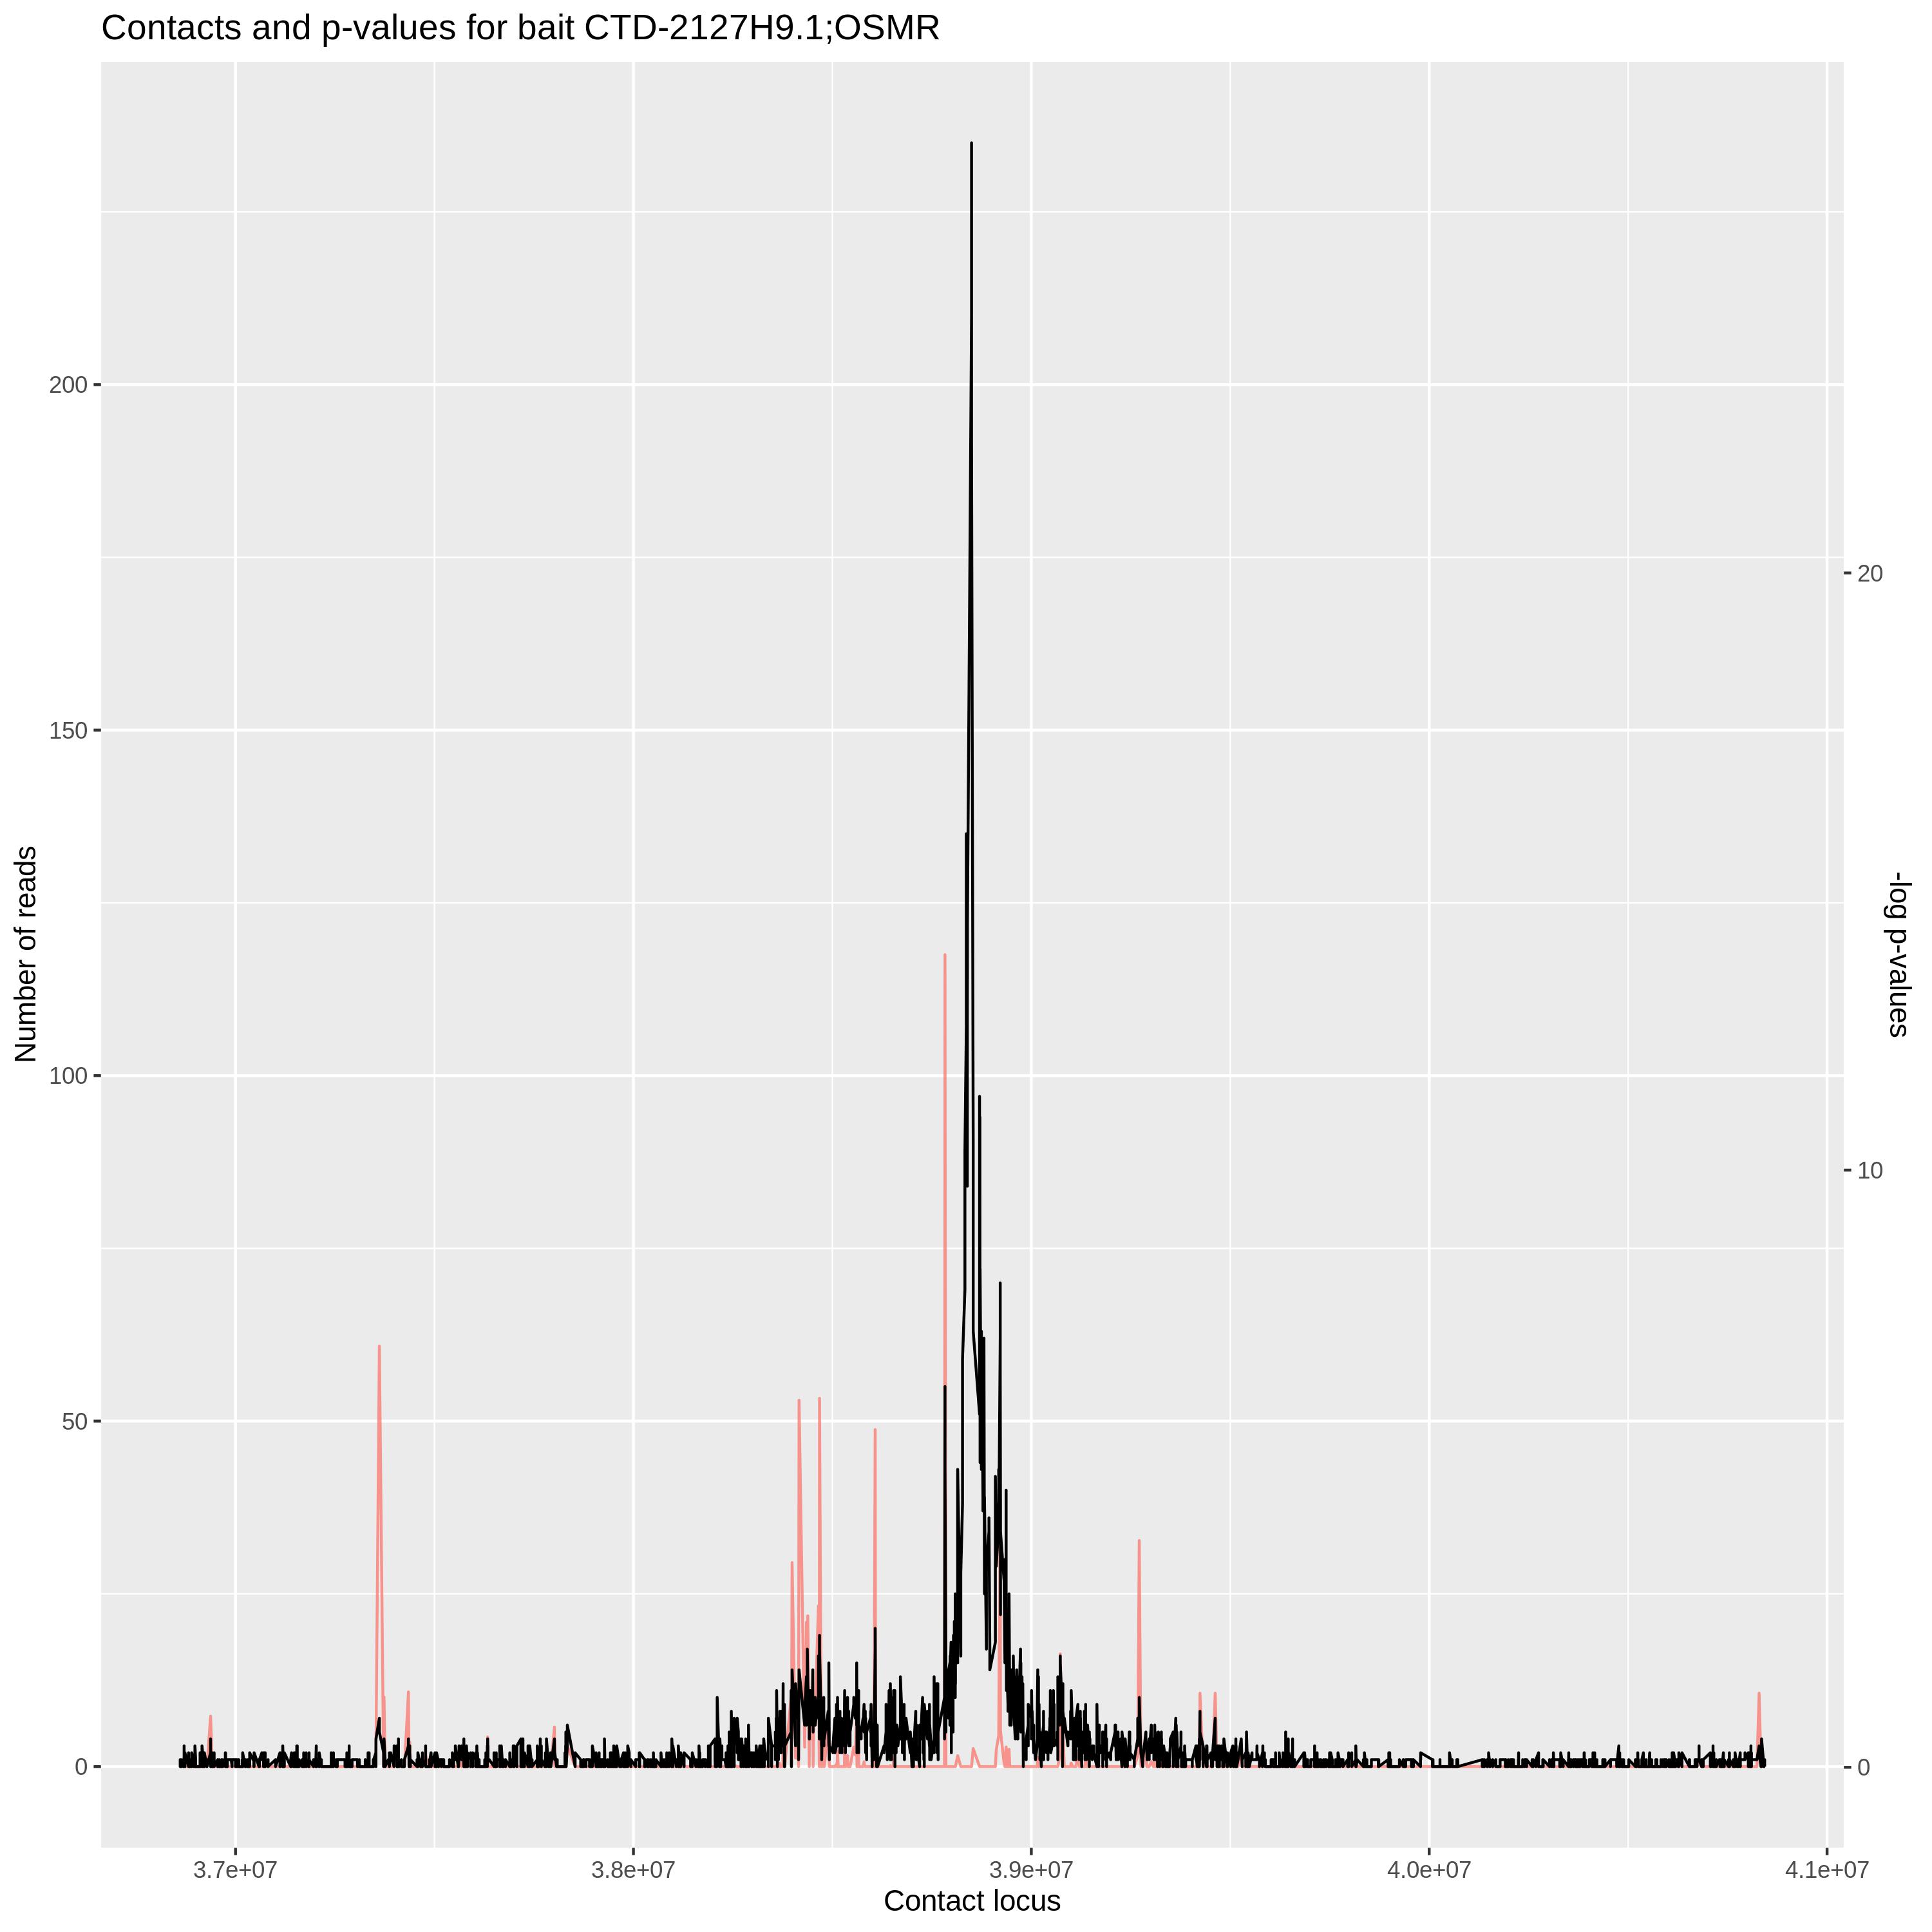 Contacts and p-values for bait CTD-2127H9.1;OSMR
Number of reads
200
150
100
50
0
20
10
0
-log p-values
3.7e+07 3.8e+07 3.9e+07 4.0e+07 4.1e+07
Contact locus